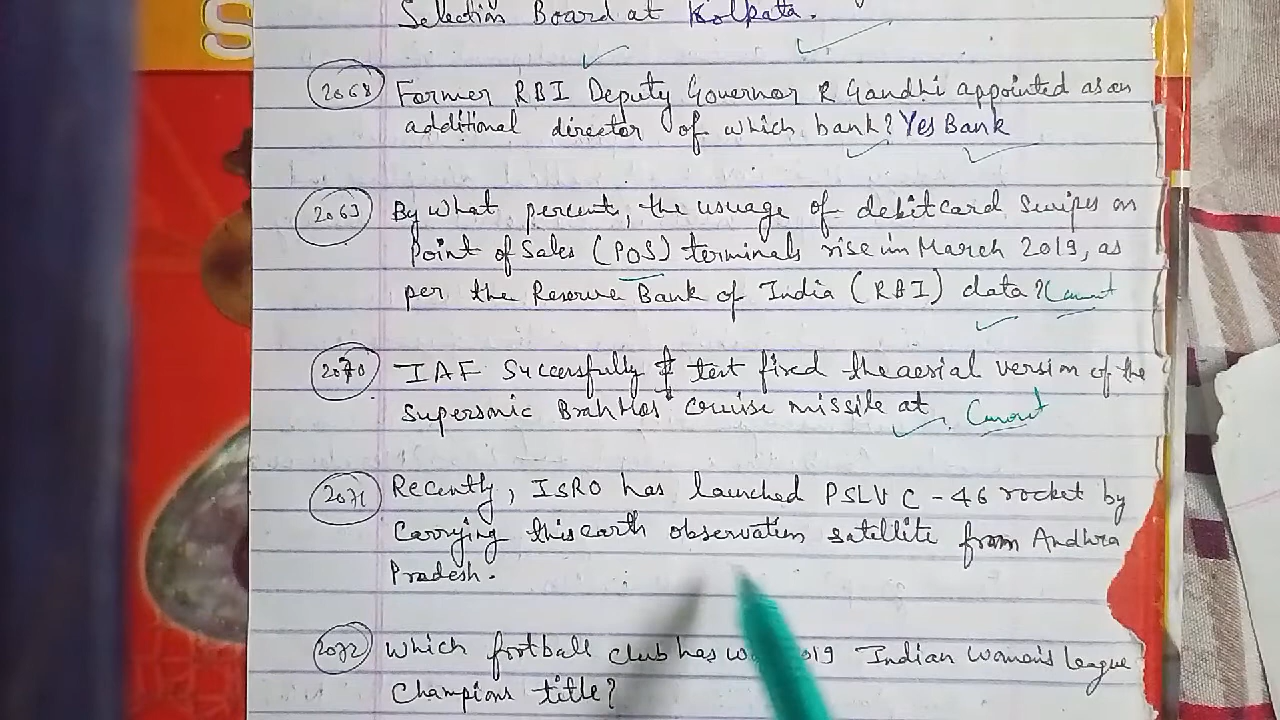 S
Selection Board at Kolkata.
2068 Former RBI Deputy Governor R Gandhi appointed as an
additional director of which bank? Yes Bank
2069 By what percent, the usuage of debitcard swipes on
Point of Sales (POS) terminals rise in March 2019, as
per the Reserve Bank of India (RBI) data?
2070 IAF successfully test fired the aerial version of the
supersonic BrahMos cruise missile at
2071 Recently, ISRO has launched PSLV C-46 rocket by
Carrying this earth observation satellite from Andhra
Pradesh.
2072 Which football club has 019 Indian Women's League
Champions title?